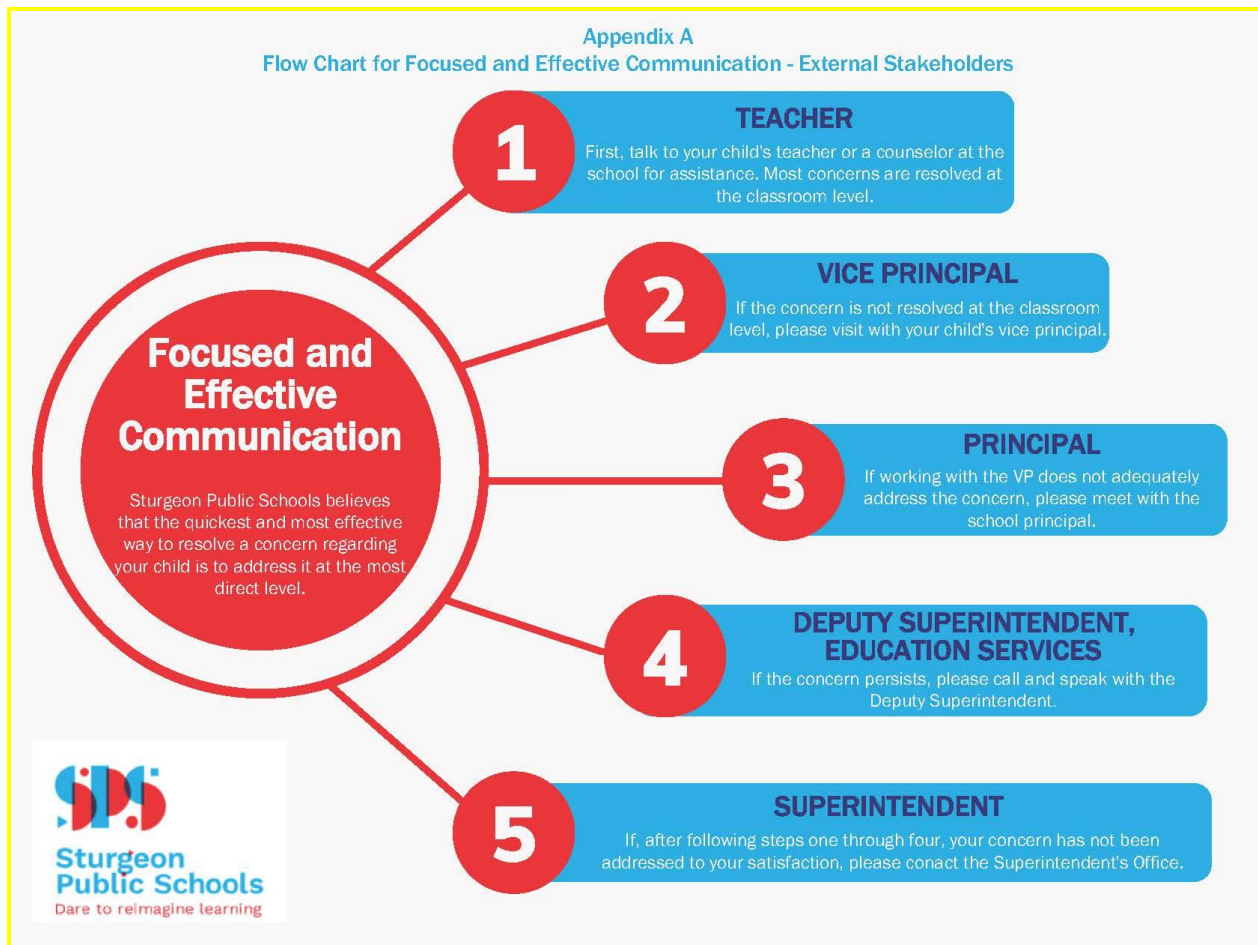 Appendix A
Flow Chart for Focused and Effective Communication - External Stakeholders
1
TEACHER
First, talk to your child's teacher or a counselor at the
school for assistance. Most concerns are resolved at
the classroom level.
2
VICE PRINCIPAL
If the concern is not resolved at the classroom
level, please visit with your child's vice principal.
Focused and
Effective
Communication
Sturgeon Public Schools believes
that the quickest and most effective
way to resolve a concern regarding
your child is to address it at the most
direct level.
3
PRINCIPAL
If working with the VP does not adequately
address the concern, please meet with the
school principal.
4
DEPUTY SUPERINTENDENT,
EDUCATION SERVICES
If the concern persists, please call and speak with the
Deputy Superintendent.
5
SUPERINTENDENT
If, after following steps one through four, your concern has not been
addressed to your satisfaction, please conact the Superintendent's Office.
SPS
Sturgeon
Public Schools
Dare to reimagine learning